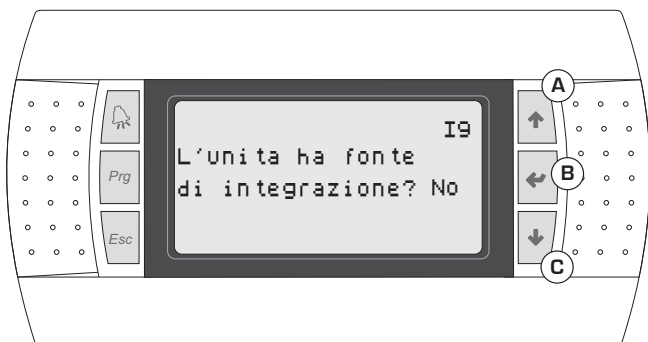 A
I9
L'unita ha fonte
Prg
B
di integrazione? No
Esc
C